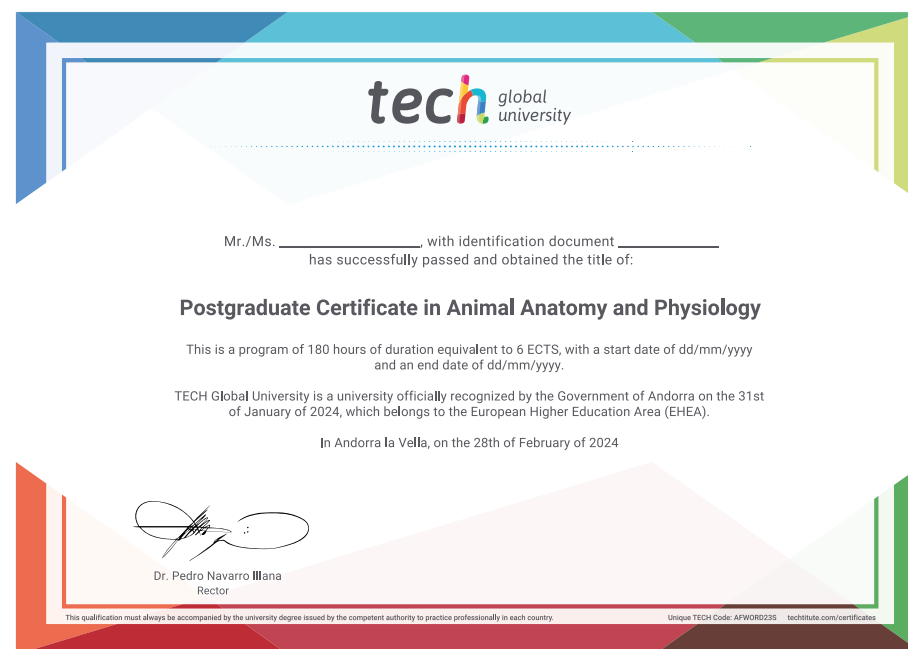 tech global
university
Mr./Ms. ____________________, with identification document ______________
has successfully passed and obtained the title of:
Postgraduate Certificate in Animal Anatomy and Physiology
This is a program of 180 hours of duration equivalent to 6 ECTS, with a start date of dd/mm/yyyy
and an end date of dd/mm/yyyy.
TECH Global University is a university officially recognized by the Government of Andorra on the 31st
of January of 2024, which belongs to the European Higher Education Area (EHEA).
In Andorra la Vella, on the 28th of February of 2024
Dr. Pedro Navarro Illana
Rector
This qualification must always be accompanied by the university degree issued by the competent authority to practice professionally in each country. Unique TECH Code: AFWORD23S techtitute.com/certificates